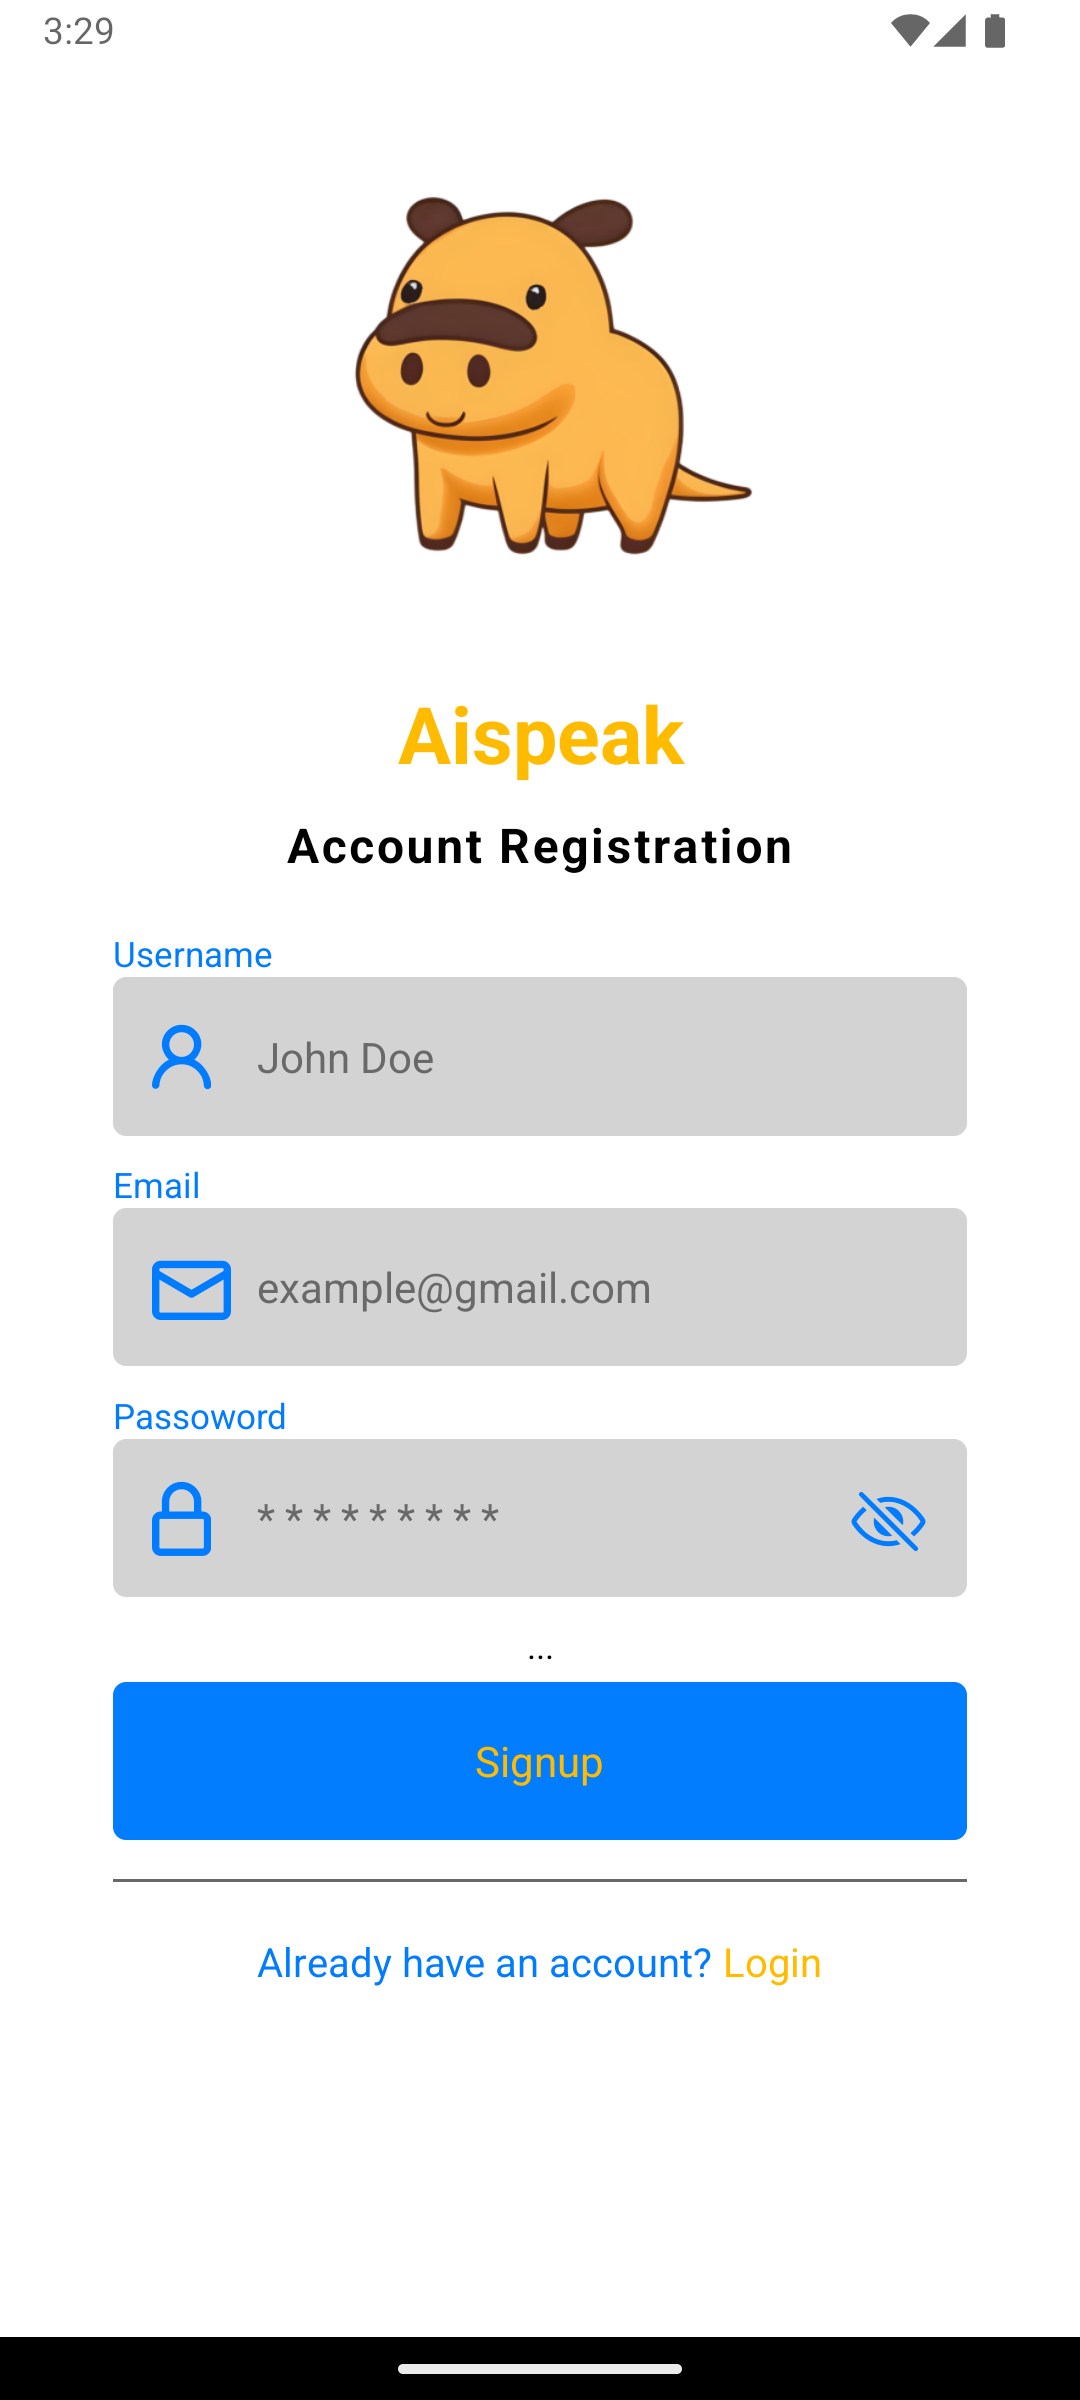 3:29
Aispeak
Account Registration
Username
John Doe
Email
example@gmail.com
Passoword
* * * * * * * * *
...
Signup
Already have an account? Login